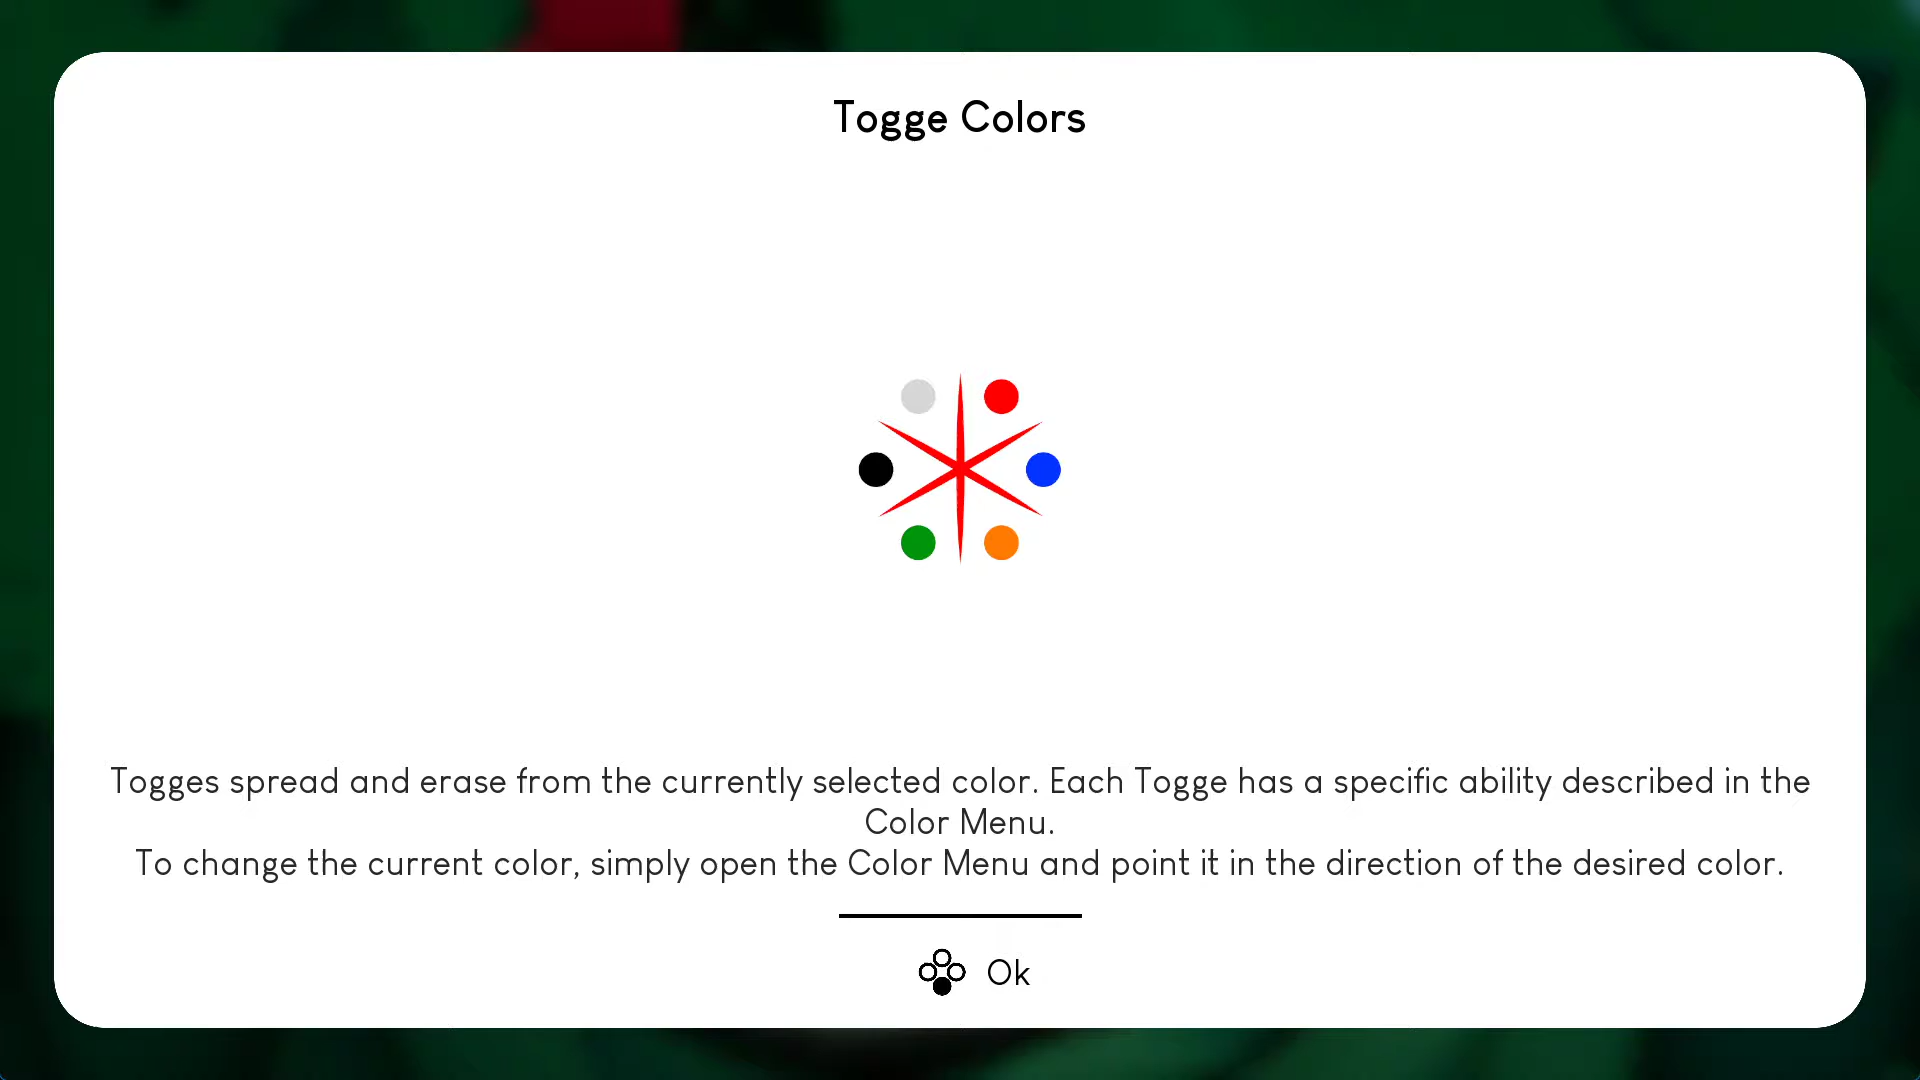 Togge Colors
Togges spread and erase from the currently selected color. Each Togge has a specific ability described in the
Color Menu.
To change the current color, simply open the Color Menu and point it in the direction of the desired color.
Ok